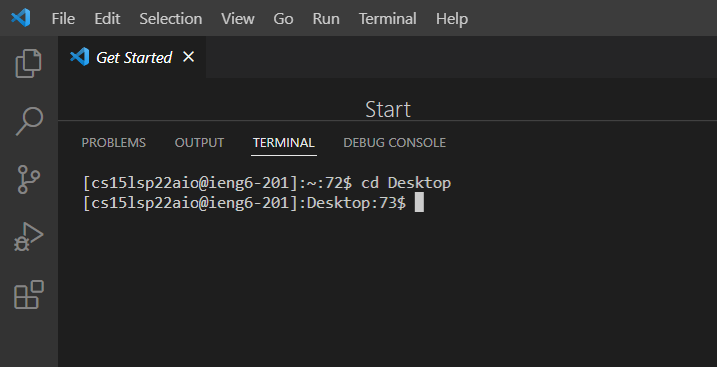 File Edit Selection View Go Run Terminal Help
Get Started
Start
PROBLEMS OUTPUT TERMINAL DEBUG CONSOLE
[cs15lsp22aio@ieng6-201]:~:72$ cd Desktop
[cs15lsp22aio@ieng6-201]:Desktop:73$